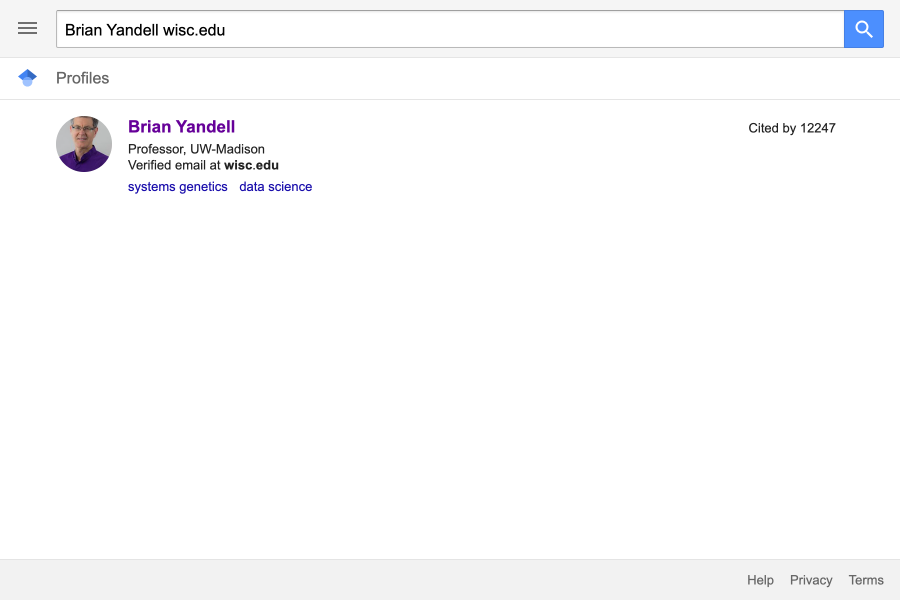 Brian Yandell wisc.edu
Profiles
Brian Yandell
Cited by 12247
Professor, UW-Madison
Verified email at wisc.edu
systems genetics data science
Help Privacy Terms